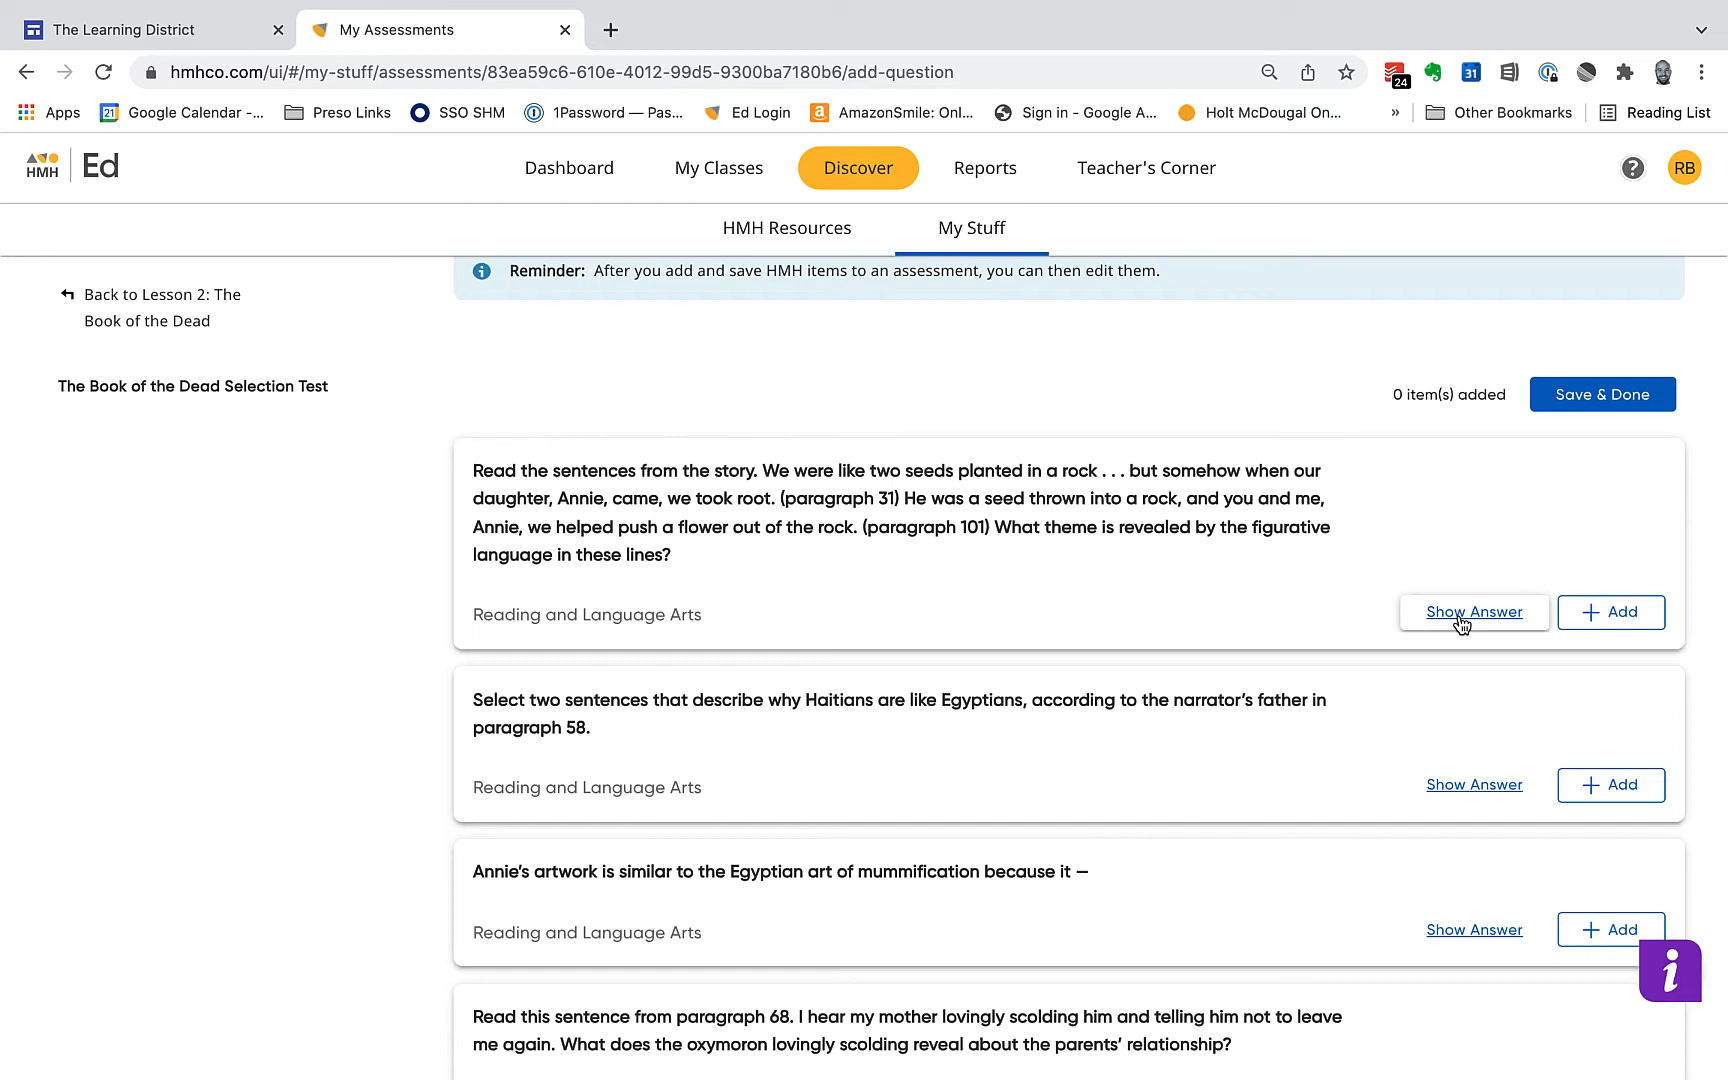 The Learning District
My Assessments
hmhco.com/ui/#/my-stuff/assessments/83ea59c6-610e-4012-99d5-9300ba7180b6/add-question
24
31
Apps
21
Google Calendar -...
Preso Links
SSO SHM
1Password — Pas...
Ed Login
a
AmazonSmile: Onl...
Sign in - Google A...
Holt McDougal On...
»
Other Bookmarks
Reading List
HMH
Ed
Dashboard
My Classes
Discover
Reports
Teacher's Corner
?
RB
HMH Resources
My Stuff
Reminder: After you add and save HMH items to an assessment, you can then edit them.
Back to Lesson 2: The
Book of the Dead
The Book of the Dead Selection Test
0 item(s) added
Save & Done
Read the sentences from the story. We were like two seeds planted in a rock . . . but somehow when our
daughter, Annie, came, we took root. (paragraph 31) He was a seed thrown into a rock, and you and me,
Annie, we helped push a flower out of the rock. (paragraph 101) What theme is revealed by the figurative
language in these lines?
Reading and Language Arts
Show Answer
+ Add
Select two sentences that describe why Haitians are like Egyptians, according to the narrator’s father in
paragraph 58.
Reading and Language Arts
Show Answer
+ Add
Annie’s artwork is similar to the Egyptian art of mummification because it —
Reading and Language Arts
Show Answer
+ Add
i
Read this sentence from paragraph 68. I hear my mother lovingly scolding him and telling him not to leave
me again. What does the oxymoron lovingly scolding reveal about the parents’ relationship?